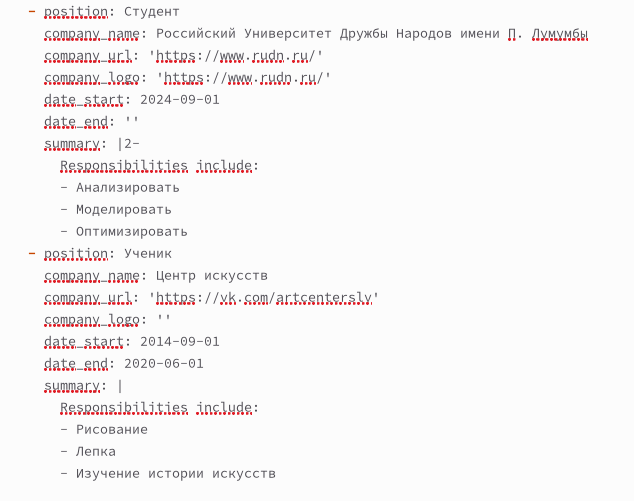 - position: Студент
company_name: Российский Университет Дружбы Народов имени П. Лумумбы
company_url: 'https://www.rudn.ru/'
company_logo: 'https://www.rudn.ru/'
date_start: 2024-09-01
date_end: ''
summary: |2-
Responsibilities include:
- Анализировать
- Моделировать
- Оптимизировать
- position: Ученик
company_name: Центр искусств
company_url: 'https://vk.com/artcenterslv'
company_logo: ''
date_start: 2014-09-01
date_end: 2020-06-01
summary: |
Responsibilities include:
- Рисование
- Лепка
- Изучение истории искусств